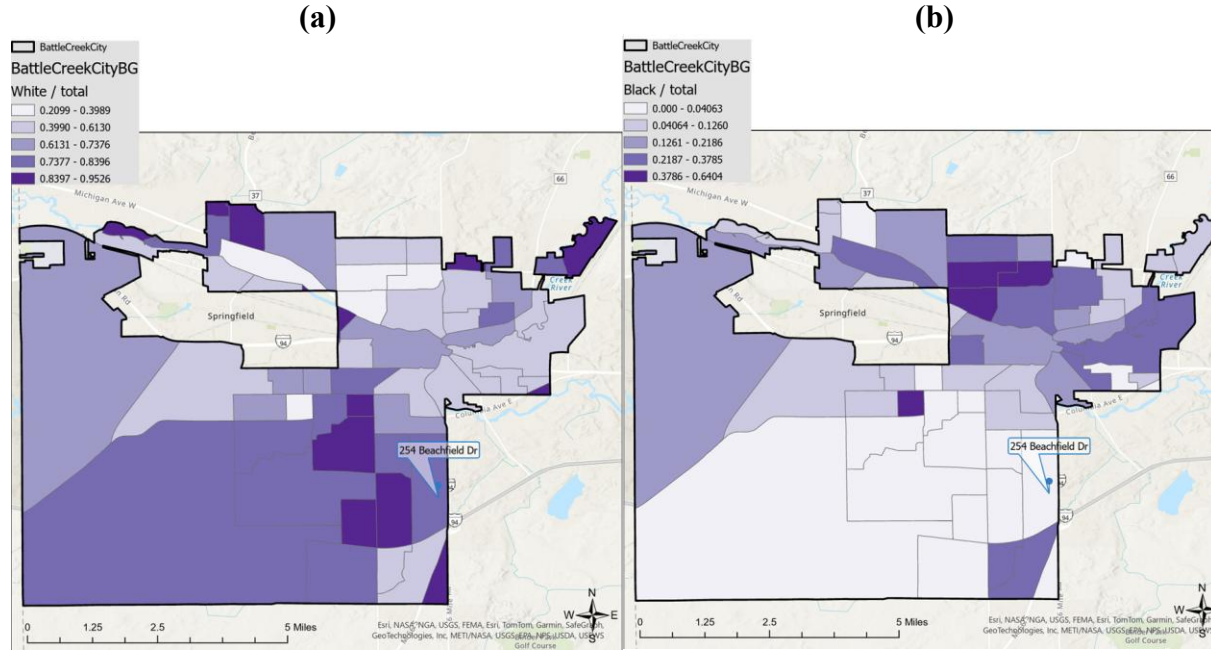 (a)
BattleCreekCity
BattleCreekCityBG
White / total
0.2099 - 0.3989
0.3990 - 0.6130
0.6131 - 0.7376
0.7377 - 0.8396
0.8397 - 0.9526
Michigan Ave W
37
66
Creek
River
Springfield
94
Columbia Ave E
254 Beachfield Dr
94
N
W
E
S
0 1.25 2.5 5 Miles
Esri, NASA, NGA, USGS, FEMA, Esri, TomTom, Garmin, SafeGraph,
GeoTechnologies, Inc, METI/NASA, USGS, EPA, NPS, USDA, USFWS
Golf Course
(b)
BattleCreekCity
BattleCreekCityBG
Black / total
0.000 - 0.04063
0.04064 - 0.1260
0.1261 - 0.2186
0.2187 - 0.3785
0.3786 - 0.6404
Michigan Ave W
37
66
Creek
River
Springfield
94
Columbia Ave E
254 Beachfield Dr
94
N
W
E
S
0 1.25 2.5 5 Miles
Esri, NASA, NGA, USGS, FEMA, Esri, TomTom, Garmin, SafeGraph,
GeoTechnologies, Inc, METI/NASA, USGS, EPA, NPS, USDA, USFWS
Golf Course